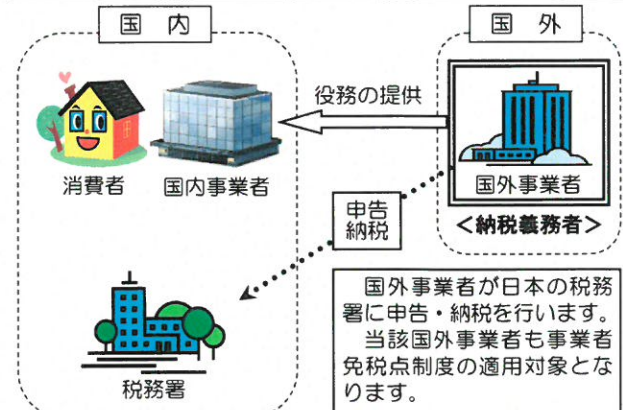 国内
国外
役務の提供
消費者
国内事業者
国外事業者
<納税義務者>
申告
納税
税務署
国外事業者が日本の税務
署に申告・納税を行います。
当該国外事業者も事業者
免税点制度の適用対象とな
ります。